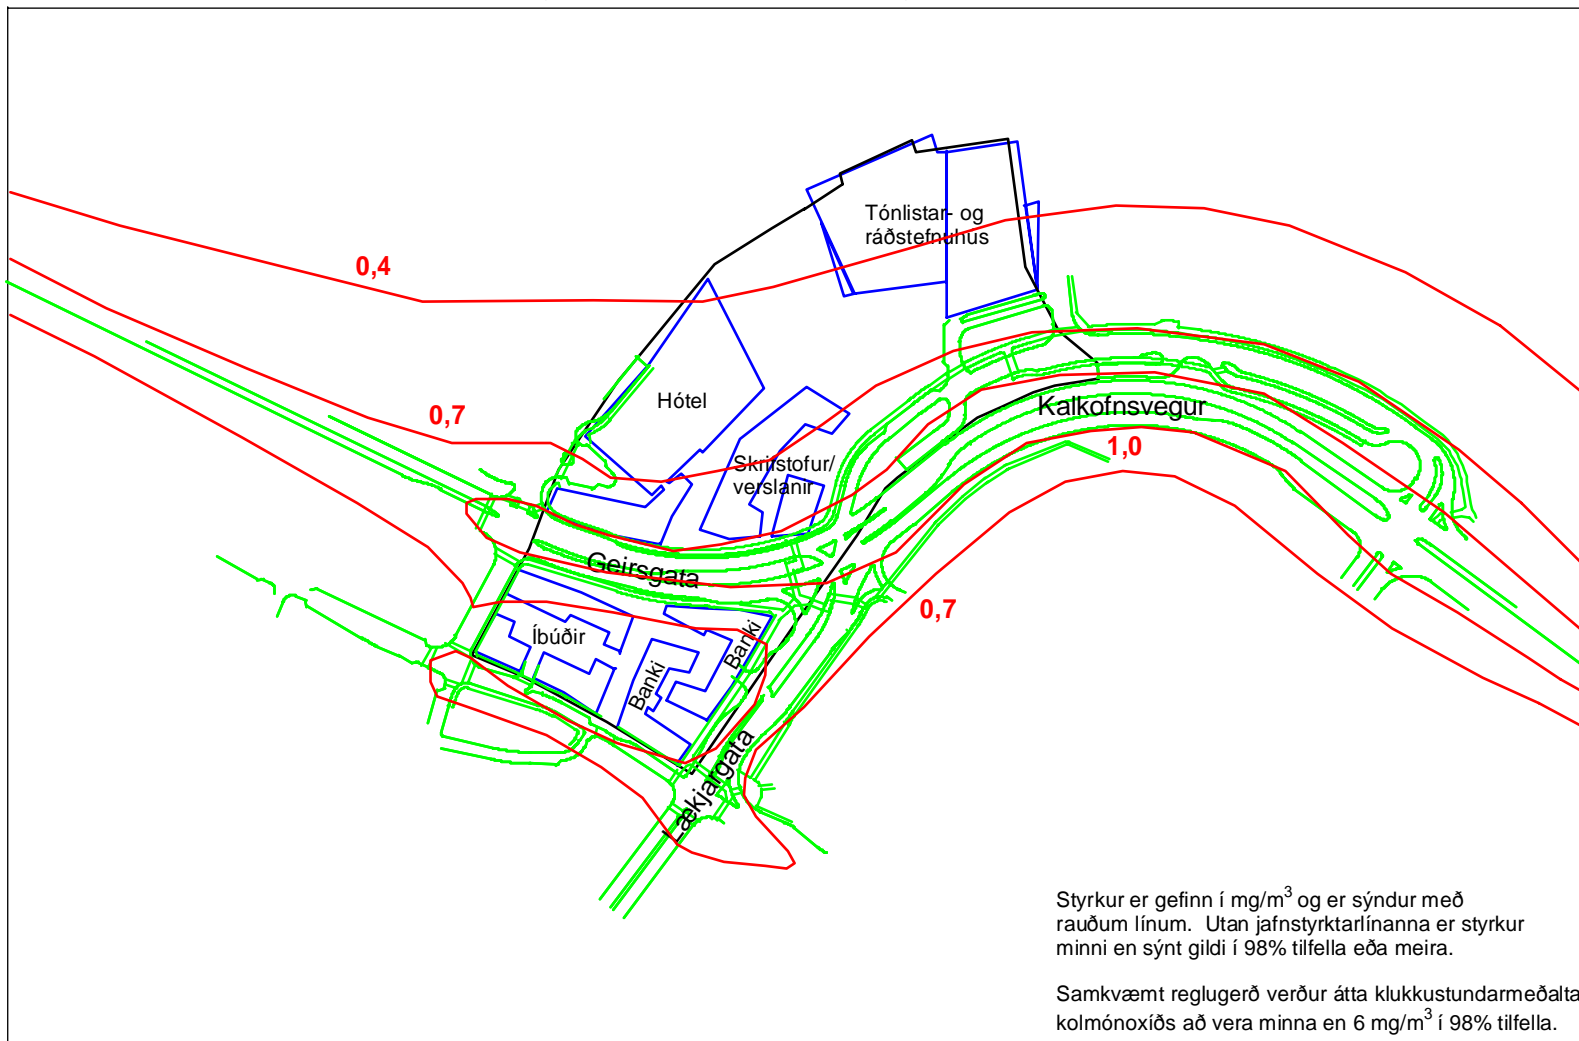 Tónlistar- og
ráðstefnuhus
0,4
0,7
Hótel
Kalkofnsvegur
1,0
Skrifstofur/
verslanir
Geirsgata
0,7
Íbúðir
Banki
Banki
Lækjargata
Styrkur er gefinn í mg/m³ og er sýndur með
rauðum línum. Utan jafnstyrktarlínanna er styrkur
minni en sýnt gildi í 98% tilfella eða meira.
Samkvæmt reglugerð verður átta klukkustundarmeðalta
kolmónoxíðs að vera minna en 6 mg/m³ í 98% tilfella.